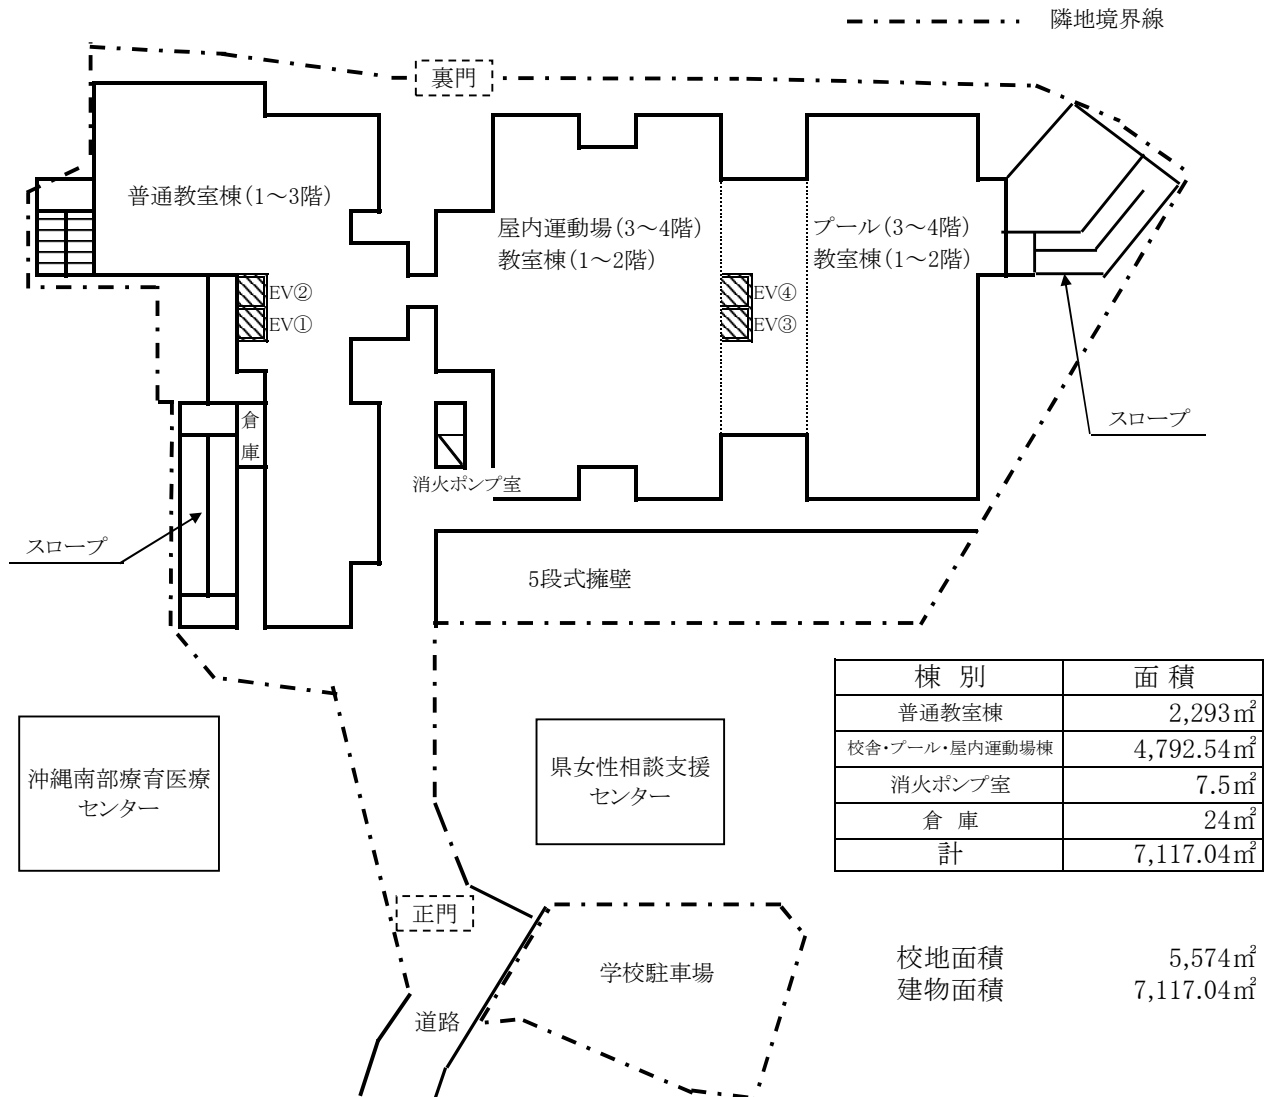 隣地境界線
裏門
普通教室棟(1～3階)
屋内運動場(3～4階)
教室棟(1～2階)
プール(3～4階)
教室棟(1～2階)
EV②
EV①
EV④
EV③
スロープ
倉
庫
消火ポンプ室
スロープ
5段式擁壁
棟 別 面 積
普通教室棟 2,293㎡
校舎・プール・屋内運動場棟 4,792.54㎡
消火ポンプ室 7.5㎡
倉 庫 24㎡
計 7,117.04㎡
沖縄南部療育医療
センター
県女性相談支援
センター
正門
学校駐車場
道路
校地面積 5,574㎡
建物面積 7,117.04㎡